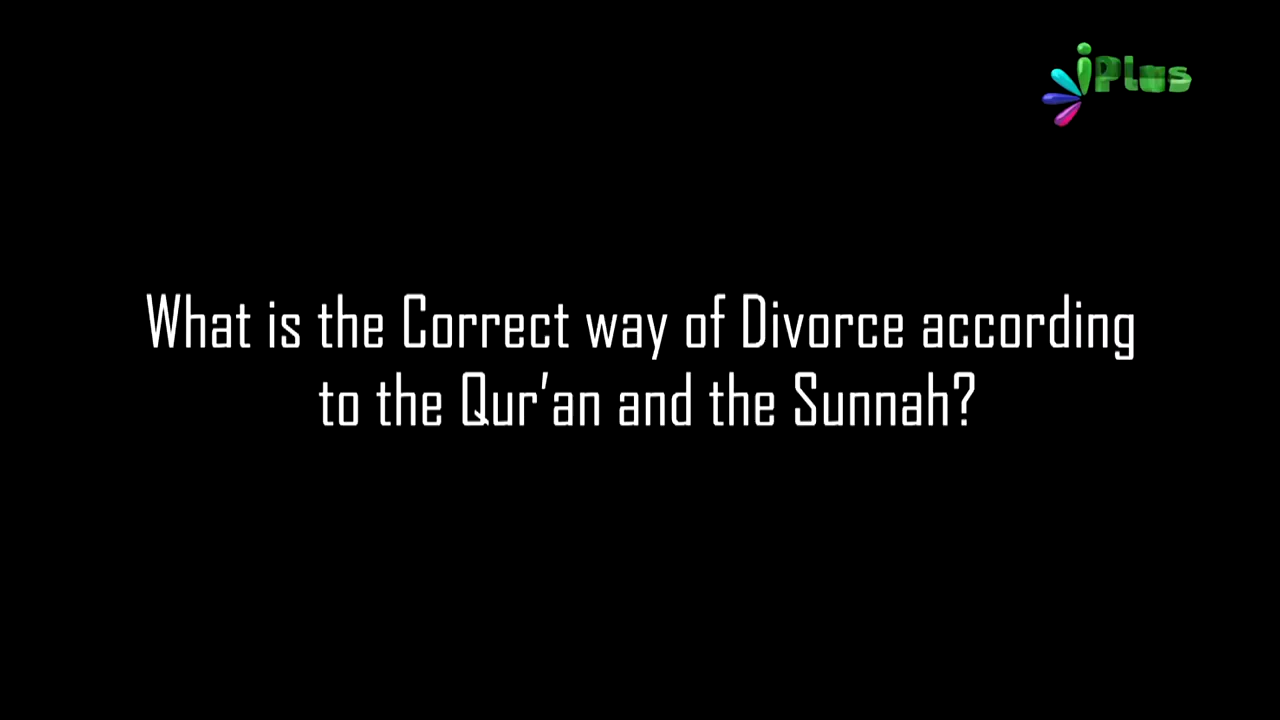 iPlus
What is the Correct way of Divorce according
to the Qur’an and the Sunnah?